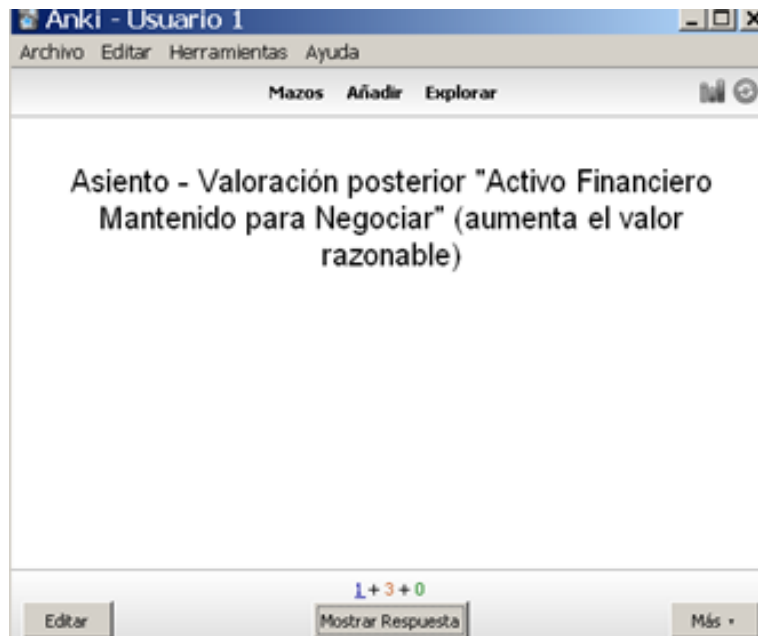 Anki - Usuario 1
Archivo Editar Herramientas Ayuda
Mazos Añadir Explorar
Asiento - Valoración posterior "Activo Financiero
Mantenido para Negociar" (aumenta el valor
razonable)
1 + 3 + 0
Editar Mostrar Respuesta Más